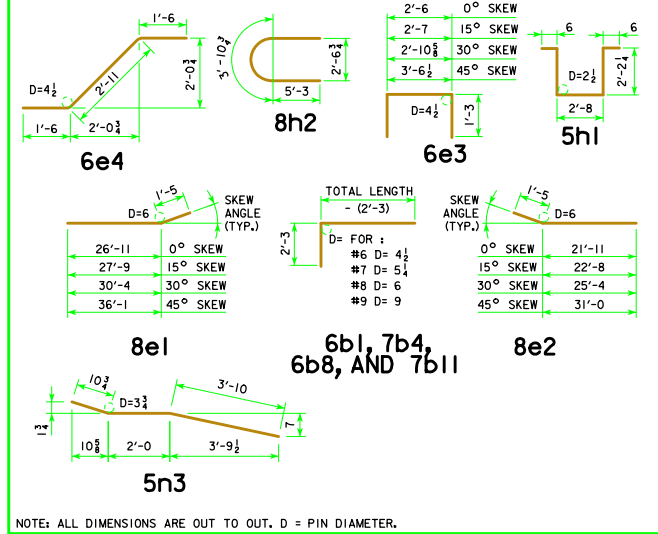 1'-6
D=4½
2'-11
2'-0¾
1'-6
2'-0¾
6e4
3'-10¾
2'-6¾
5'-3
8h2
2'-6 0° SKEW
2'-7 15° SKEW
2'-10⅝ 30° SKEW
3'-6½ 45° SKEW
D=4½
1'-3
6e3
6
6
D=2½
2'-2¼
2'-8
5h1
1'-5
D=6
SKEW
ANGLE
(TYP.)
26'-11 0° SKEW
27'-9 15° SKEW
30'-4 30° SKEW
36'-1 45° SKEW
8e1
TOTAL LENGTH
- (2'-3)
2'-3
D= FOR :
#6 D= 4½
#7 D= 5¼
#8 D= 6
#9 D= 9
6b1, 7b4,
6b8, AND 7b11
SKEW
ANGLE
(TYP.)
1'-5
D=6
0° SKEW 21'-11
15° SKEW 22'-8
30° SKEW 25'-4
45° SKEW 31'-0
8e2
10¾
D=3¾
3'-10
1¾
7
10⅝
2'-0
3'-9½
5n3
NOTE: ALL DIMENSIONS ARE OUT TO OUT. D = PIN DIAMETER.